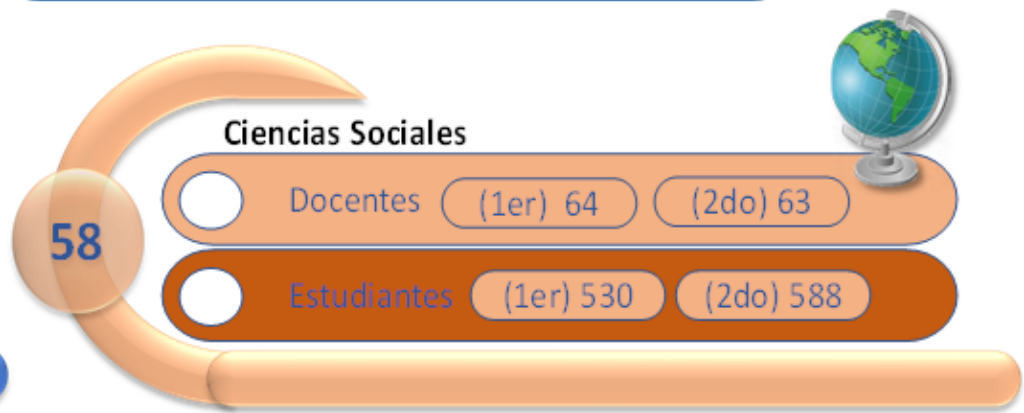 Ciencias Sociales
Docentes (1er) 64 (2do) 63
58
Estudiantes (1er) 530 (2do) 588